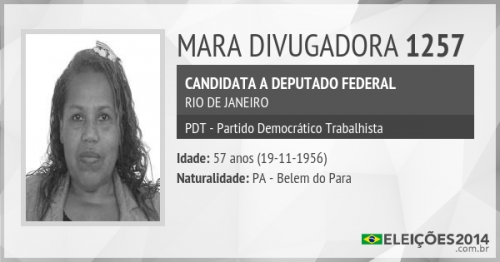 MARA DIVUGADORA 1257
CANDIDATA A DEPUTADO FEDERAL
RIO DE JANEIRO
PDT - Partido Democrático Trabalhista
Idade: 57 anos (19-11-1956)
Naturalidade: PA - Belem do Para
ELEIÇÕES2014
.com.br